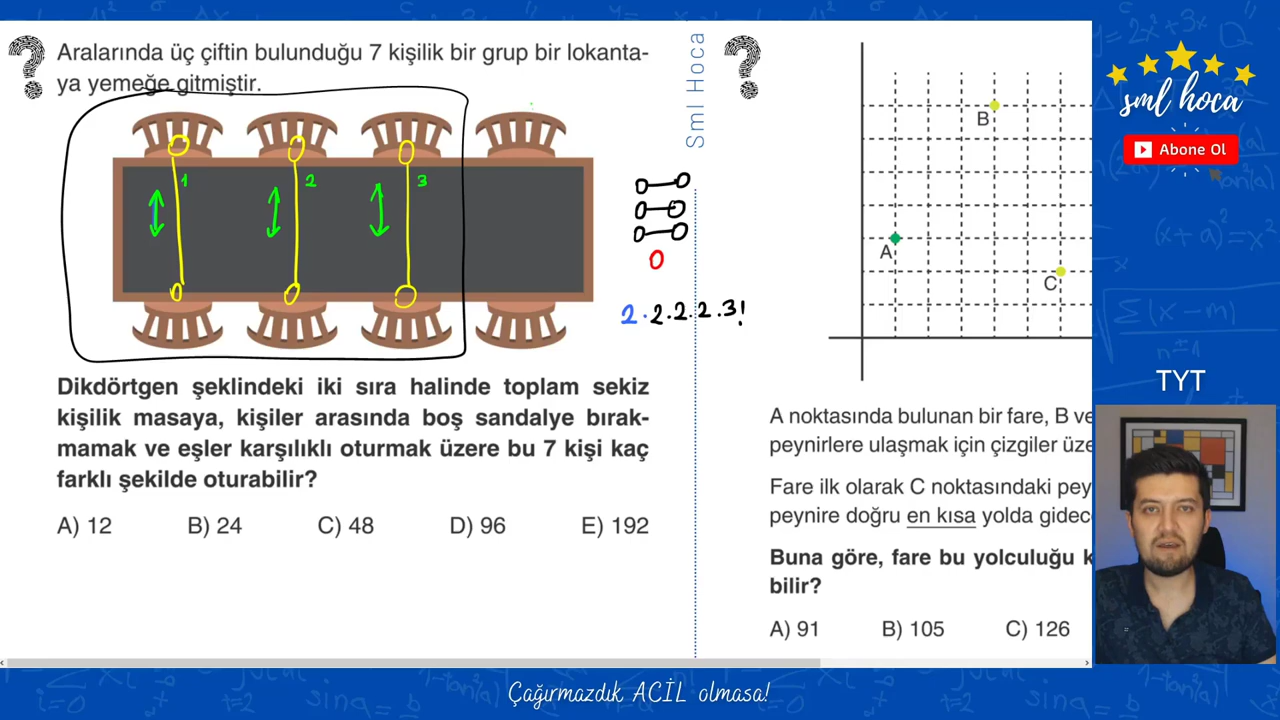 Aralarında üç çiftin bulunduğu 7 kişilik bir grup bir lokanta-
ya yemeğe gitmiştir.
1
2
3
0
2.2.2.2.3!
Dikdörtgen şeklindeki iki sıra halinde toplam sekiz
kişilik masaya, kişiler arasında boş sandalye bırak-
mamak ve eşler karşılıklı oturmak üzere bu 7 kişi kaç
farklı şekilde oturabilir?
A) 12 B) 24 C) 48 D) 96 E) 192
Sml Hoca
B
A
C
A noktasında bulunan bir fare, B ve
peynirlere ulaşmak için çizgiler üze
Fare ilk olarak C noktasındaki pey
peynire doğru en kısa yolda gidec
Buna göre, fare bu yolculuğu k
bilir?
A) 91 B) 105 C) 126
sml hoca
Abone Ol
TYT
Çağırmazdık ACİL olmasa!